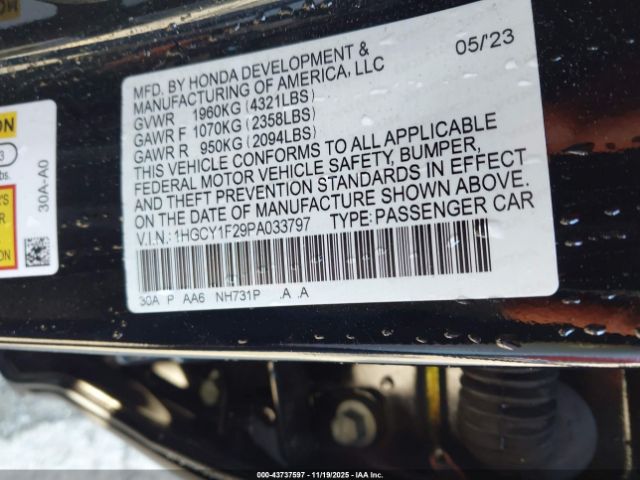 MFD. BY HONDA DEVELOPMENT & 05/'23
MANUFACTURING OF AMERICA, LLC
GVWR 1960KG (4321LBS)
GAWR F 1070KG (2358LBS)
GAWR R 950KG (2094LBS)
THIS VEHICLE CONFORMS TO ALL APPLICABLE
FEDERAL MOTOR VEHICLE SAFETY, BUMPER,
AND THEFT PREVENTION STANDARDS IN EFFECT
ON THE DATE OF MANUFACTURE SHOWN ABOVE.
V.I.N.: 1HGCY1F29PA033797 TYPE: PASSENGER CAR
30A P AA6 NH731P .A .A
30A-A0
000-43737597 - 11/19/2025 - IAA Inc.